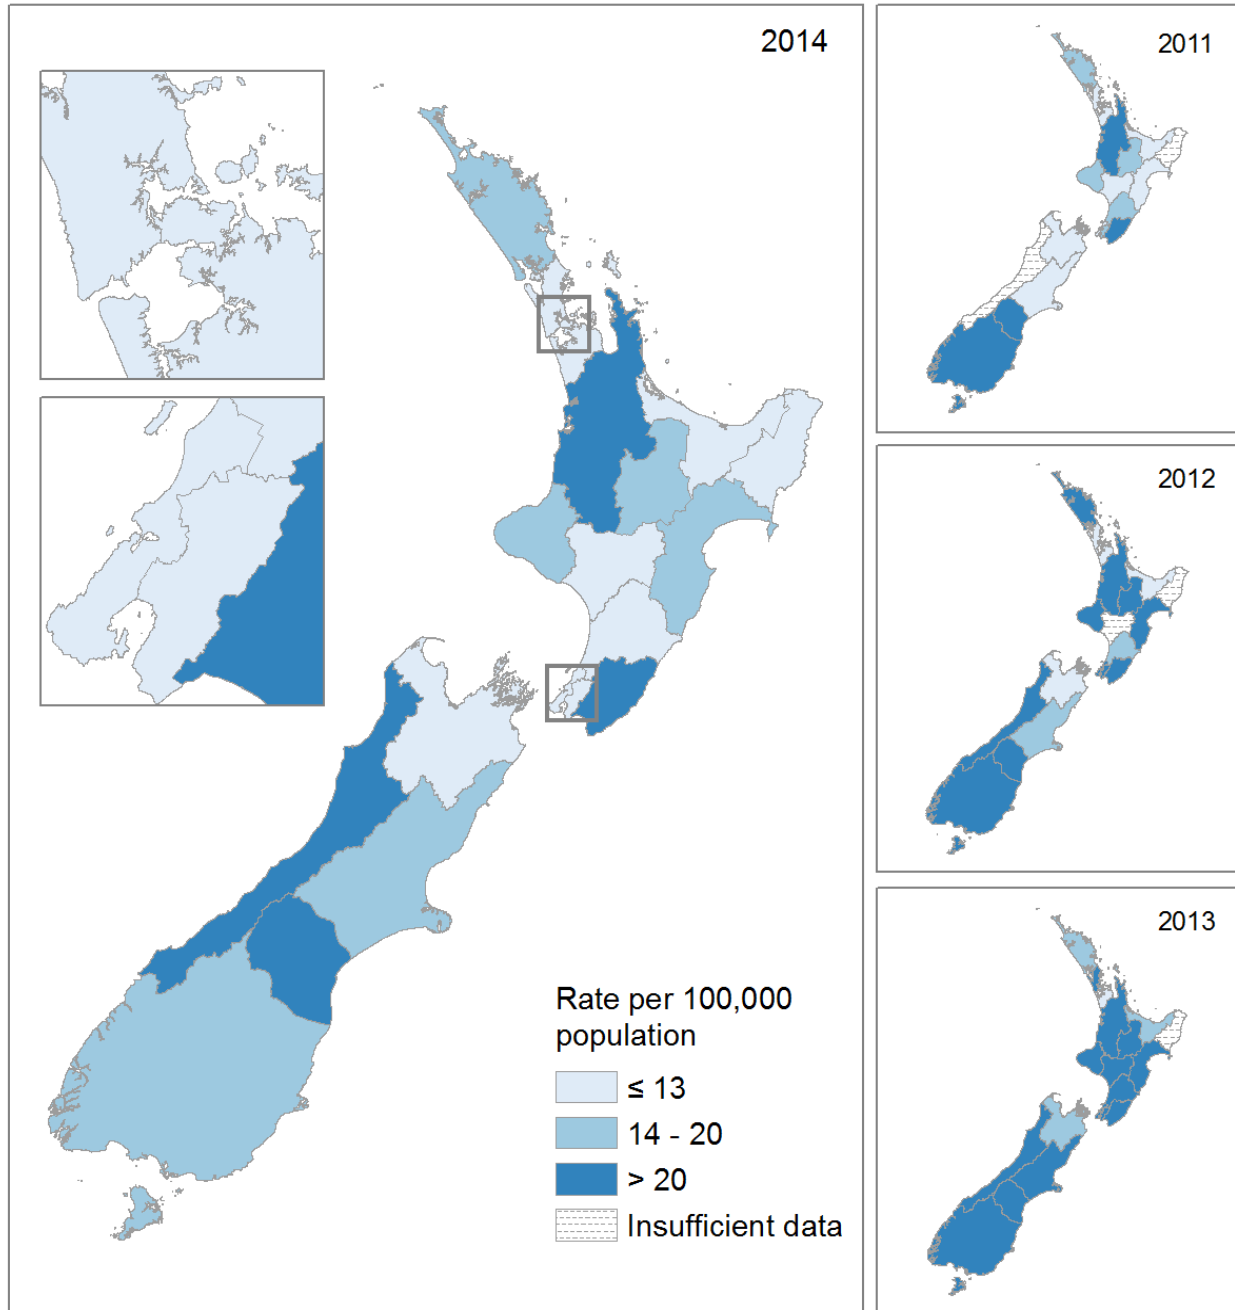 2014
2011
2012
2013
Rate per 100,000
population
≤ 13
14 - 20
> 20
Insufficient data